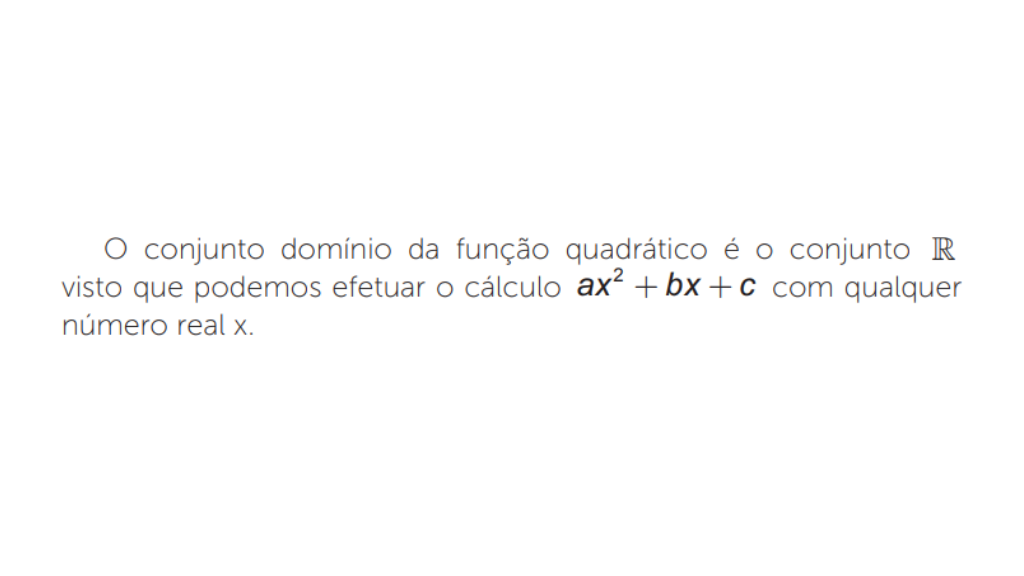 O conjunto domínio da função quadrático é o conjunto ℝ
visto que podemos efetuar o cálculo ax² + bx + c com qualquer
número real x.